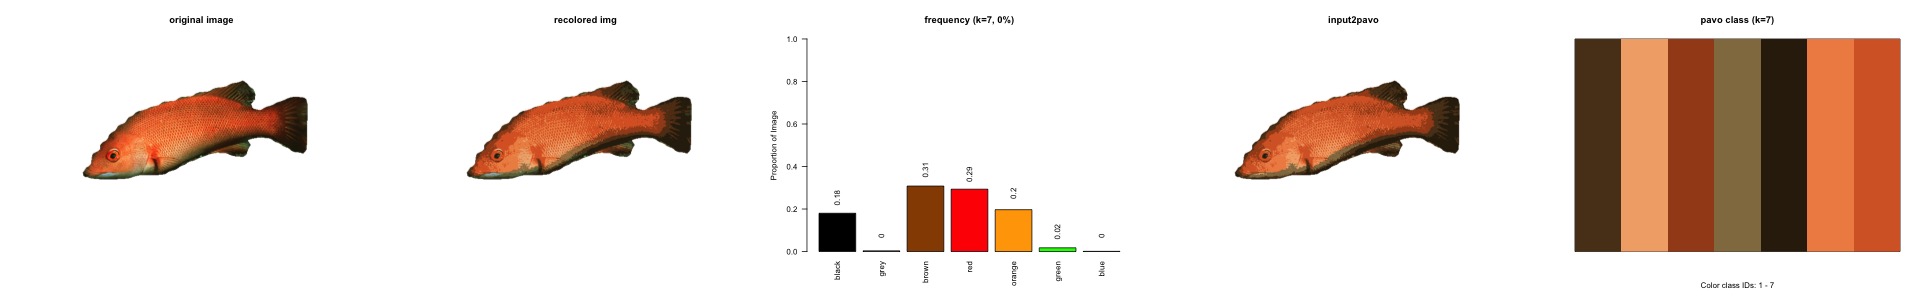 original image
recolored img
frequency (k=7, 0%)
input2pavo
pavo class (k=7)
Proportion of Image
1.0
0.8
0.6
0.4
0.2
0.0
0.18
0
0.31
0.29
0.2
0.02
0
black
grey
brown
red
orange
green
blue
Color class IDs: 1 - 7